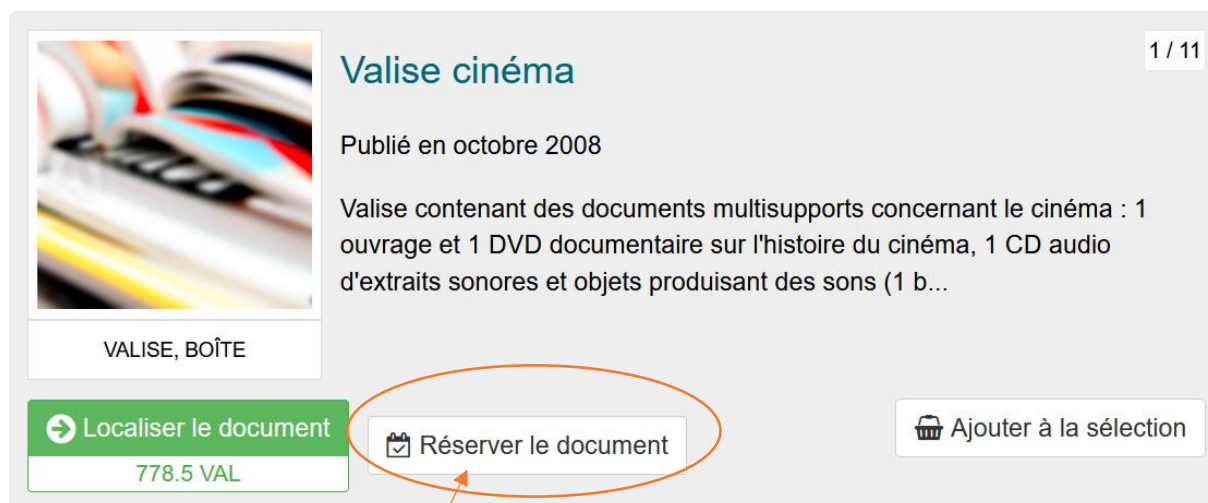 Valise cinéma
1 / 11
Publié en octobre 2008
Valise contenant des documents multisupports concernant le cinéma : 1
ouvrage et 1 DVD documentaire sur l'histoire du cinéma, 1 CD audio
d'extraits sonores et objets produisant des sons (1 b...
VALISE, BOÎTE
Localiser le document
778.5 VAL
Réserver le document
Ajouter à la sélection